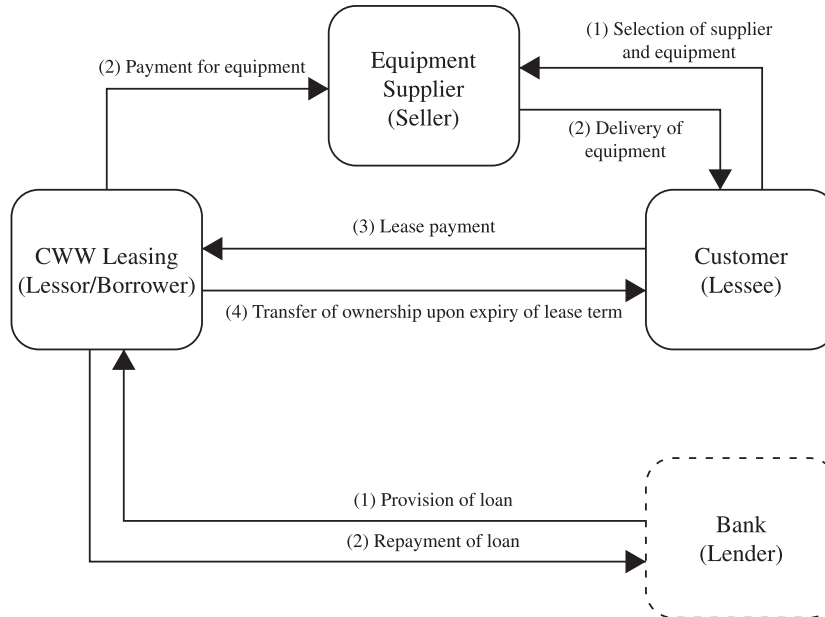 (1) Selection of supplier
and equipment
Equipment
Supplier
(Seller)
(2) Payment for equipment
(2) Delivery of
equipment
(3) Lease payment
CWW Leasing
(Lessor/Borrower)
Customer
(Lessee)
(4) Transfer of ownership upon expiry of lease term
(1) Provision of loan
(2) Repayment of loan
Bank
(Lender)